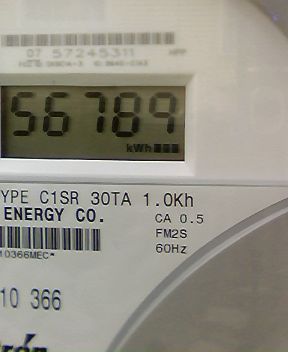 07 57245311
56789
kWh
YPE C1SR 30TA 1.0Kh
ENERGY CO.
CA 0.5
FM2S
60Hz
10366MEC*
10 366
rón